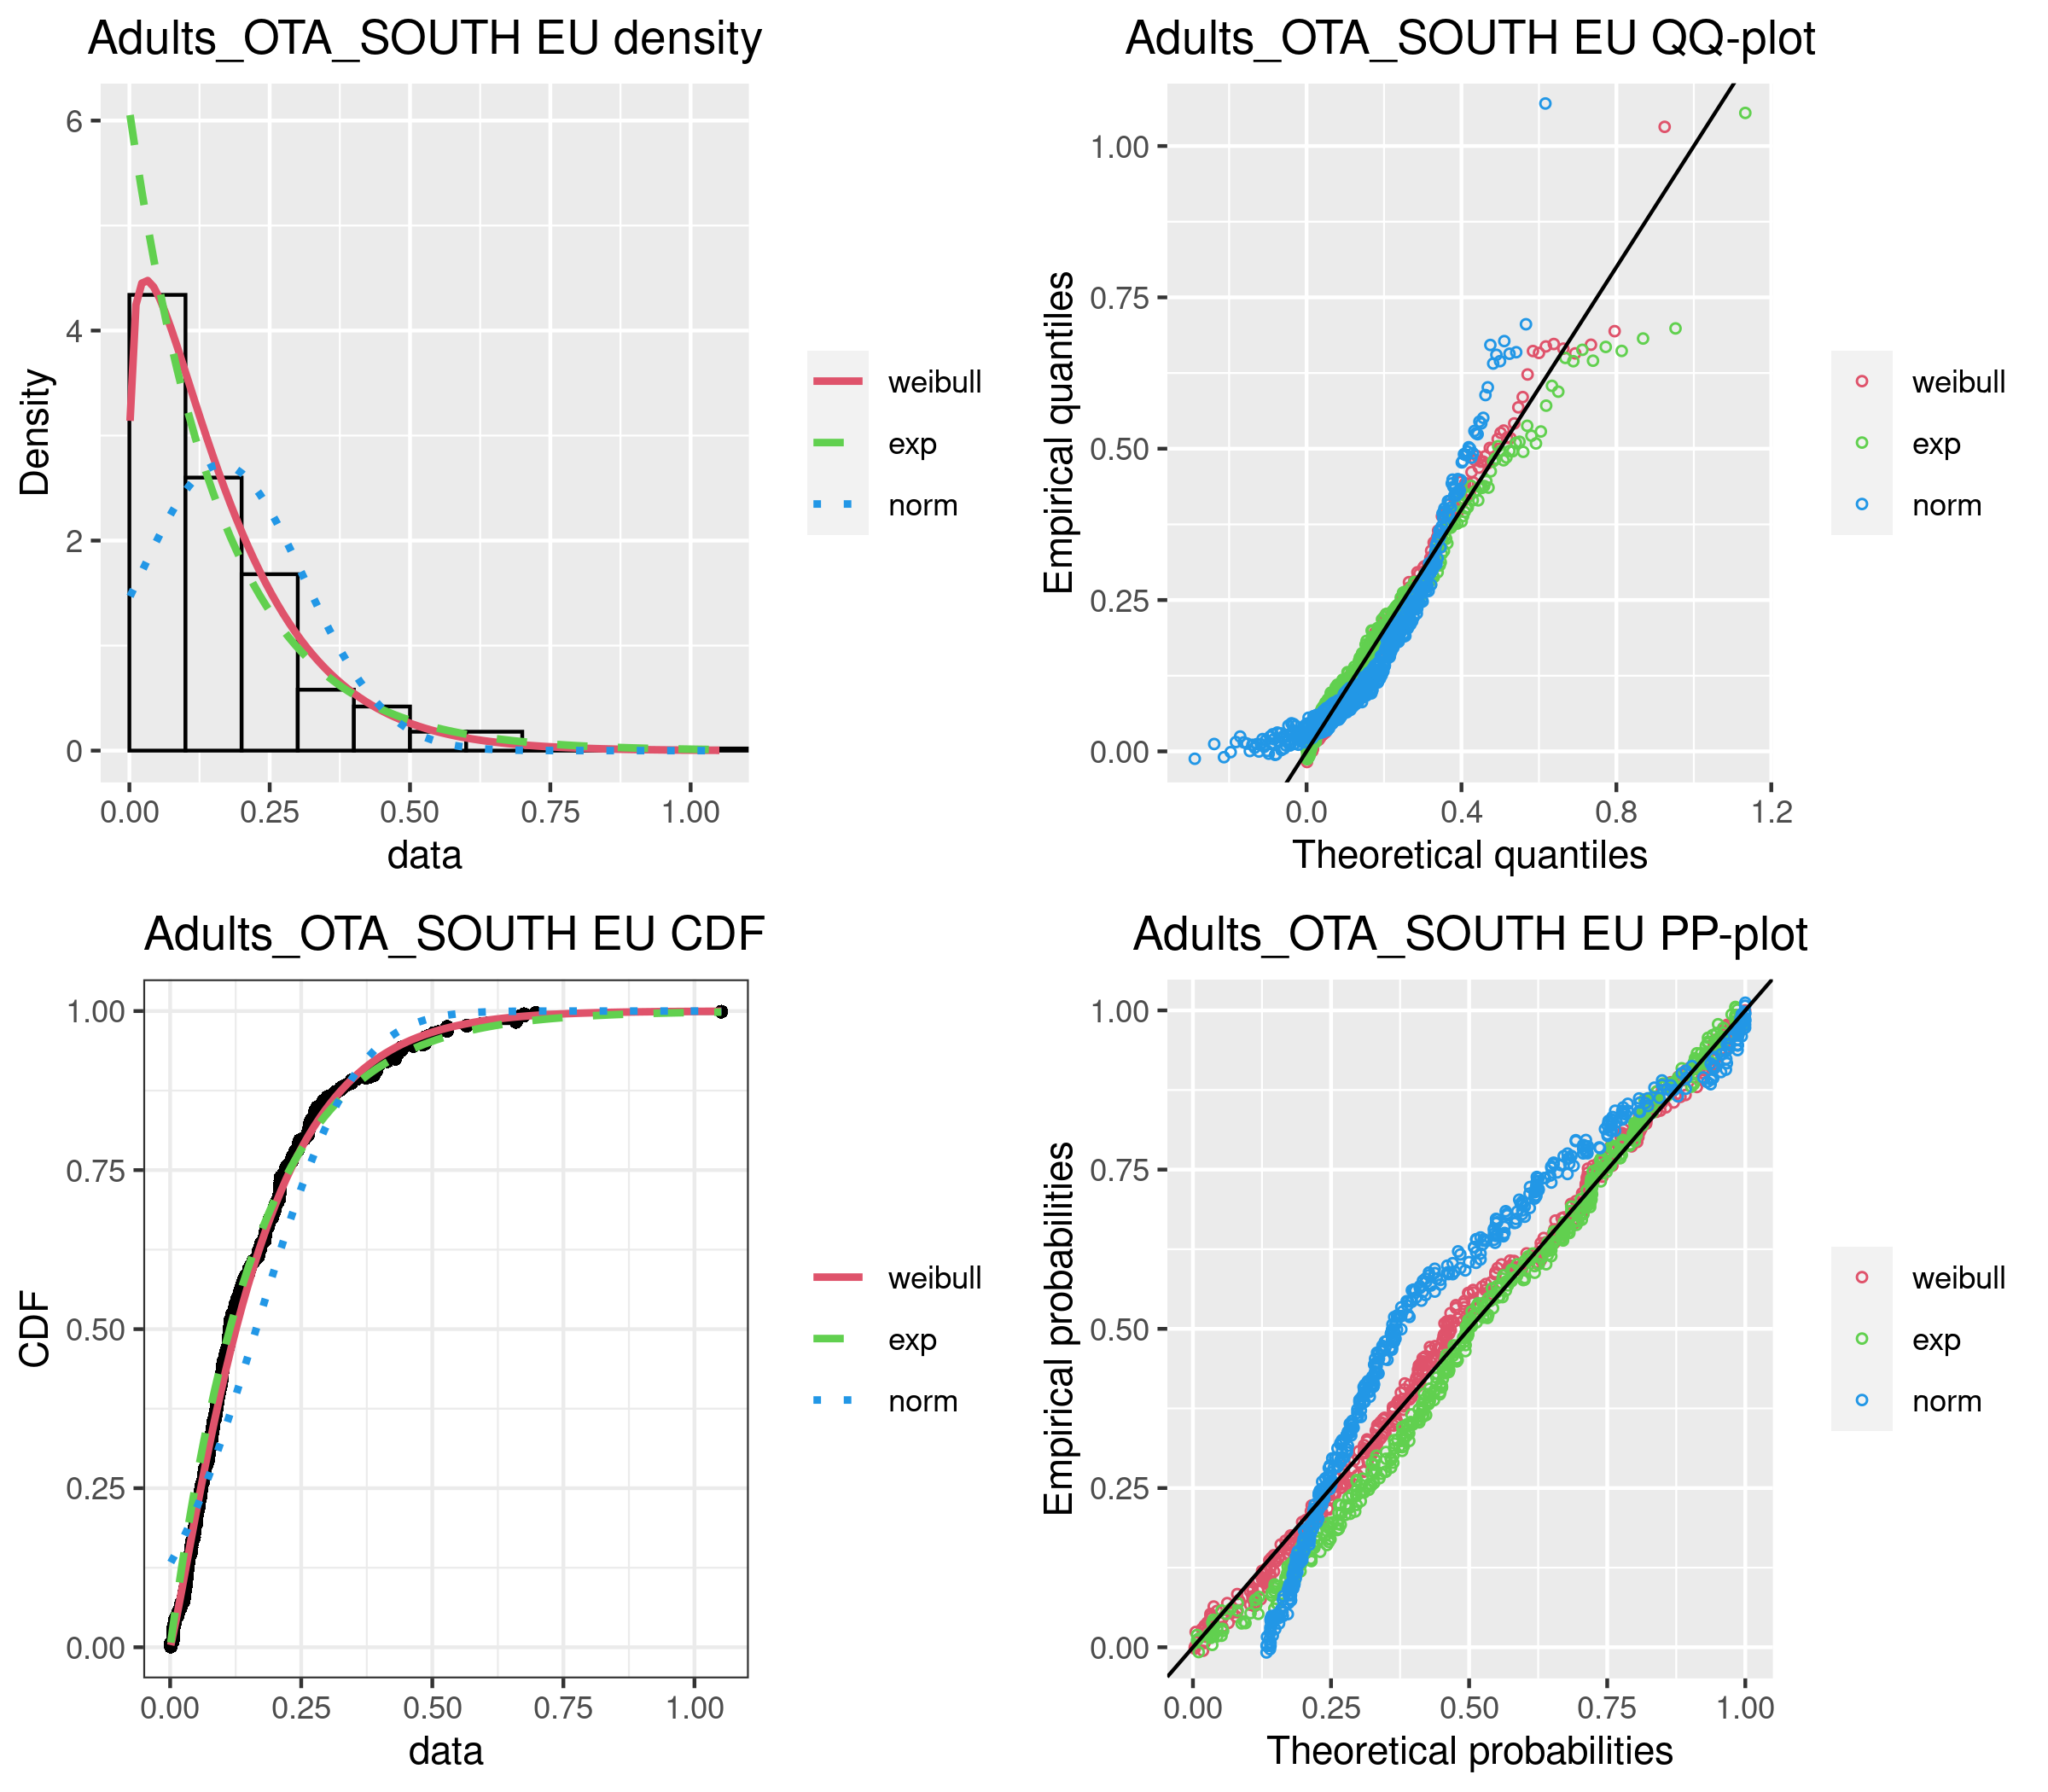 Adults_OTA_SOUTH EU density
6
4
2
0
Density
0.00 0.25 0.50 0.75 1.00
data
weibull
exp
norm
Adults_OTA_SOUTH EU QQ-plot
1.00
0.75
0.50
0.25
0.00
Empirical quantiles
0.0 0.4 0.8 1.2
Theoretical quantiles
weibull
exp
norm
Adults_OTA_SOUTH EU CDF
1.00
0.75
0.50
0.25
0.00
CDF
0.00 0.25 0.50 0.75 1.00
data
weibull
exp
norm
Adults_OTA_SOUTH EU PP-plot
1.00
0.75
0.50
0.25
0.00
Empirical probabilities
0.00 0.25 0.50 0.75 1.00
Theoretical probabilities
weibull
exp
norm